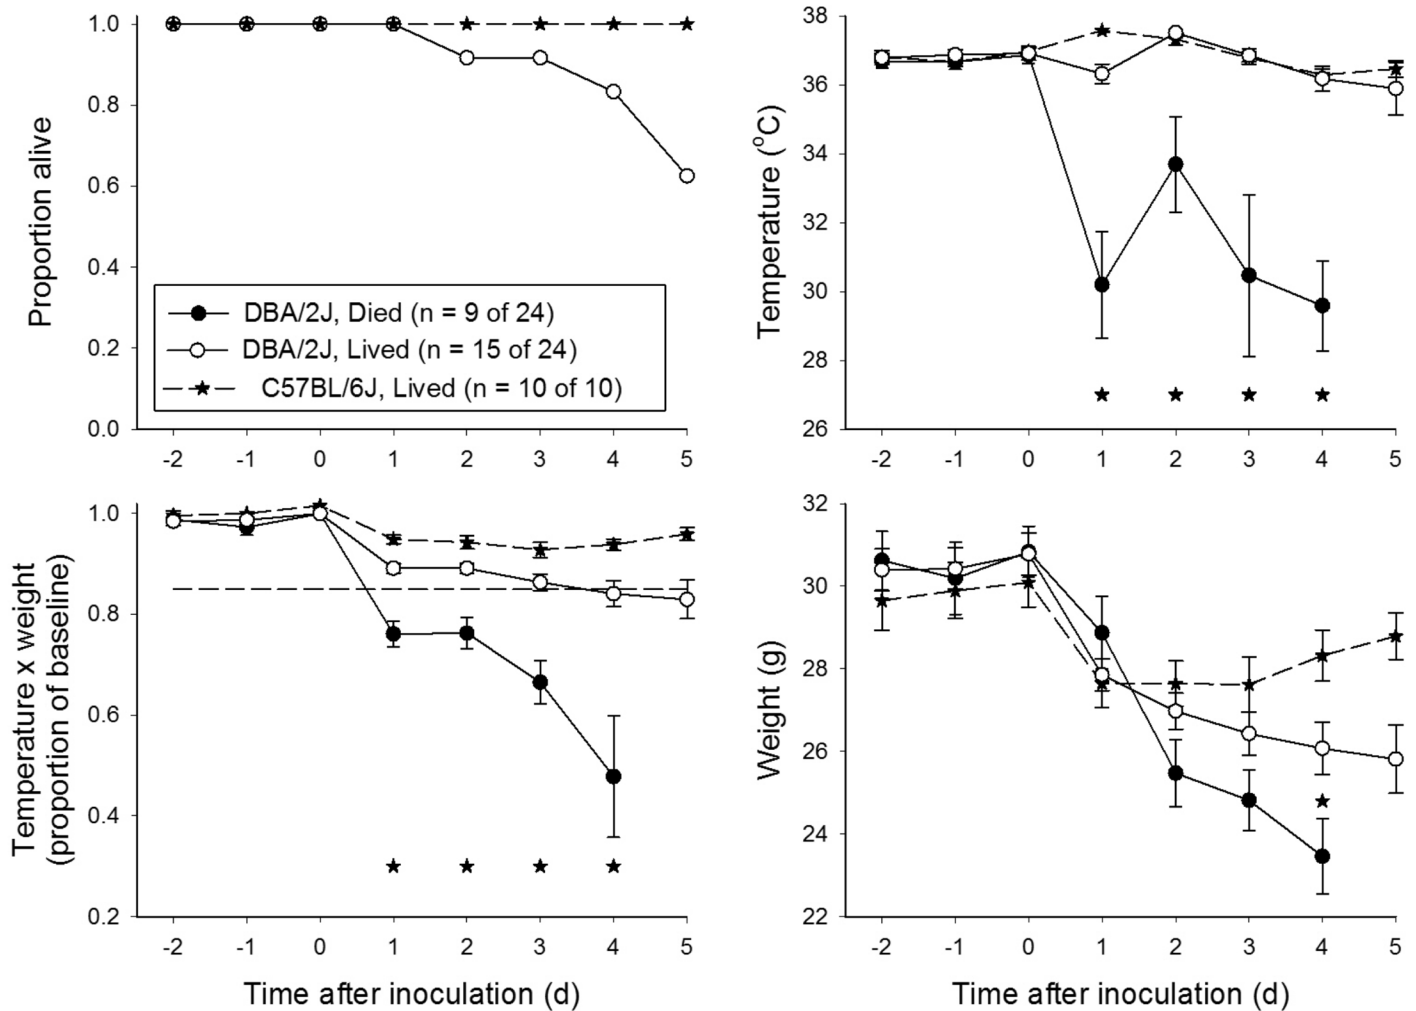 Proportion alive
1.0
0.8
0.6
0.4
0.2
0.0
DBA/2J, Died (n = 9 of 24)
DBA/2J, Lived (n = 15 of 24)
C57BL/6J, Lived (n = 10 of 10)
-2 -1 0 1 2 3 4 5
Temperature (°C)
38
36
34
32
30
28
26
-2 -1 0 1 2 3 4 5
Temperature x weight
(proportion of baseline)
1.0
0.8
0.6
0.4
0.2
-2 -1 0 1 2 3 4 5
Time after inoculation (d)
Weight (g)
32
30
28
26
24
22
-2 -1 0 1 2 3 4 5
Time after inoculation (d)